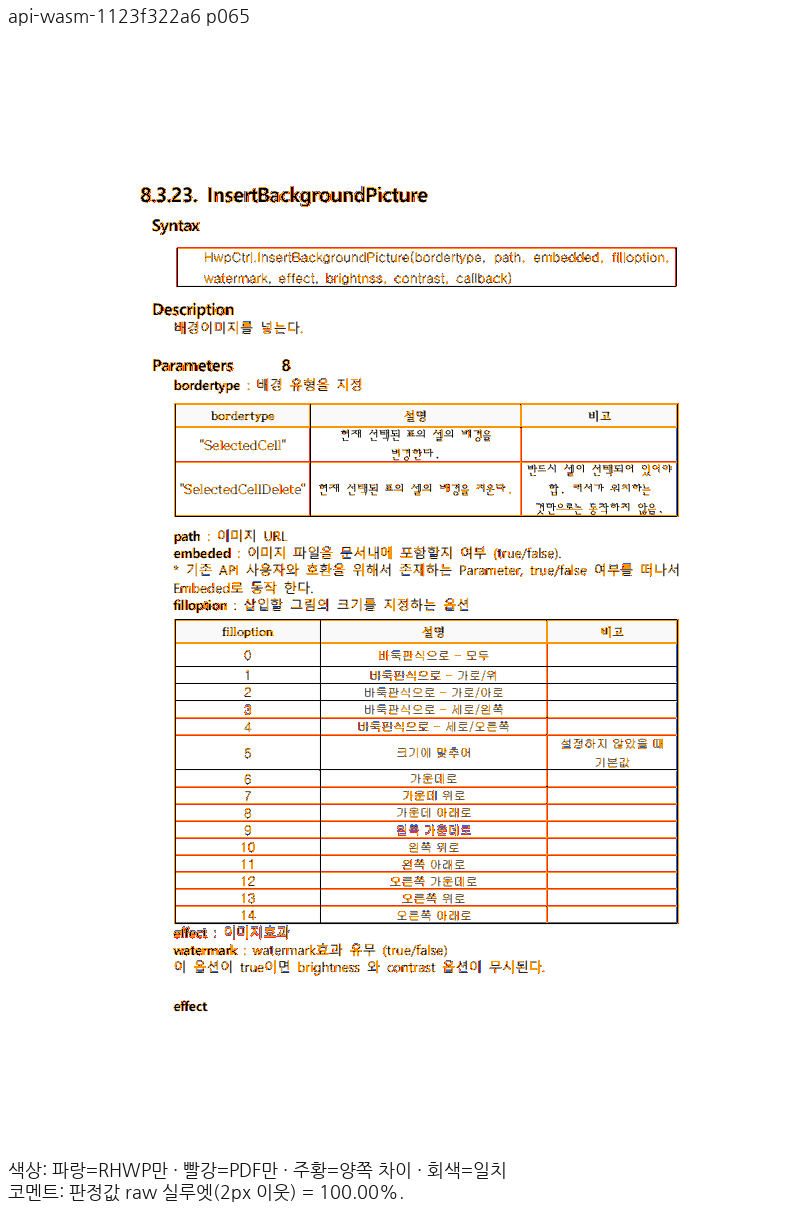 api-wasm-1123f322a6 p065
8.3.23. InsertBackgroundPicture
Syntax
HwpCtrl.InsertBackgroundPicture(bordertype, path, embedded, filloption,
watermark, effect, brightnss, contrast, callback)
Description
배경이미지를 넣는다.
Parameters 8
bordertype : 배경 유형을 지정
bordertype 설명 비고
"SelectedCell" 현재 선택된 표의 셀의 배경을
변경한다.
"SelectedCellDelete" 현재 선택된 표의 셀의 배경을 지운다.
반드시 셀이 선택되어 있어야
함. 커서가 위치하는
것만으로는 동작하지 않음.
path : 이미지 URL
embeded : 이미지 파일을 문서내에 포함할지 여부 (true/false).
* 기존 API 사용자와 호환을 위해서 존재하는 Parameter, true/false 여부를 떠나서
Embeded로 동작 한다.
filloption : 삽입할 그림의 크기를 지정하는 옵션
filloption 설명 비고
0 바둑판식으로 - 모두
1 바둑판식으로 - 가로/위
2 바둑판식으로 - 가로/아로
3 바둑판식으로 - 세로/왼쪽
4 바둑판식으로 - 세로/오른쪽
5 크기에 맞추어 설정하지 않았을 때
기본값
6 가운데로
7 가운데 위로
8 가운데 아래로
9 왼쪽 가운데로
10 왼쪽 위로
11 왼쪽 아래로
12 오른쪽 가운데로
13 오른쪽 위로
14 오른쪽 아래로
effect : 이미지효과
watermark : watermark효과 유무 (true/false)
이 옵션이 true이면 brightness 와 contrast 옵션이 무시된다.
effect
색상: 파랑=RHWP만 · 빨강=PDF만 · 주황=양쪽 차이 · 회색=일치
코멘트: 판정값 raw 실루엣(2px 이웃) = 100.00%.